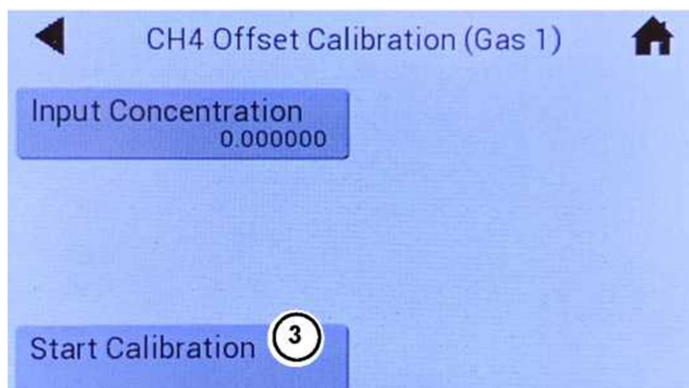 CH4 Offset Calibration (Gas 1)
Input Concentration
0.000000
Start Calibration 3